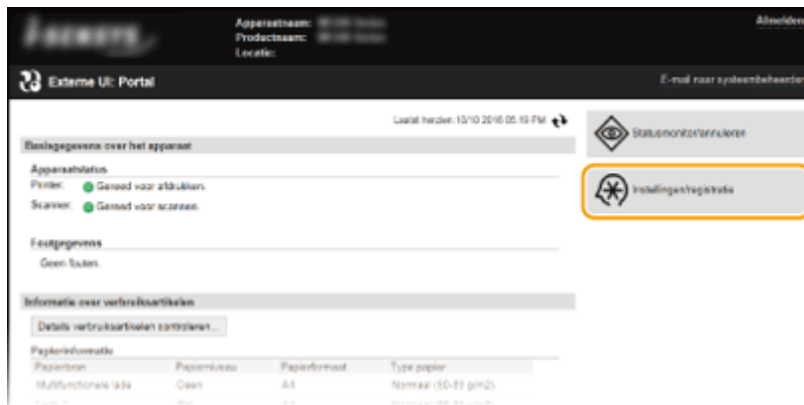 Apparaatnaam:
Productnaam:
Locatie:
Afmelden
Externe UI: Portal
E-mail naar systeembeheerder
Laatst herzien: 10/10 2016 05:19 PM
Basisgegevens over het apparaat
Apparaatstatus
Printer: Gereed voor afdrukken.
Scanner: Gereed voor scannen.
Foutgegevens
Geen fouten.
Informatie over verbruiksartikelen
Details verbruiksartikelen controleren...
Papierinformatie
Papierbron Papierniveau Papierformaat Type papier
Multifunctionele lade Geen A4 Normaal (60-89 g/m2)
Statusmonitor/annuleren
Instellingen/registratie